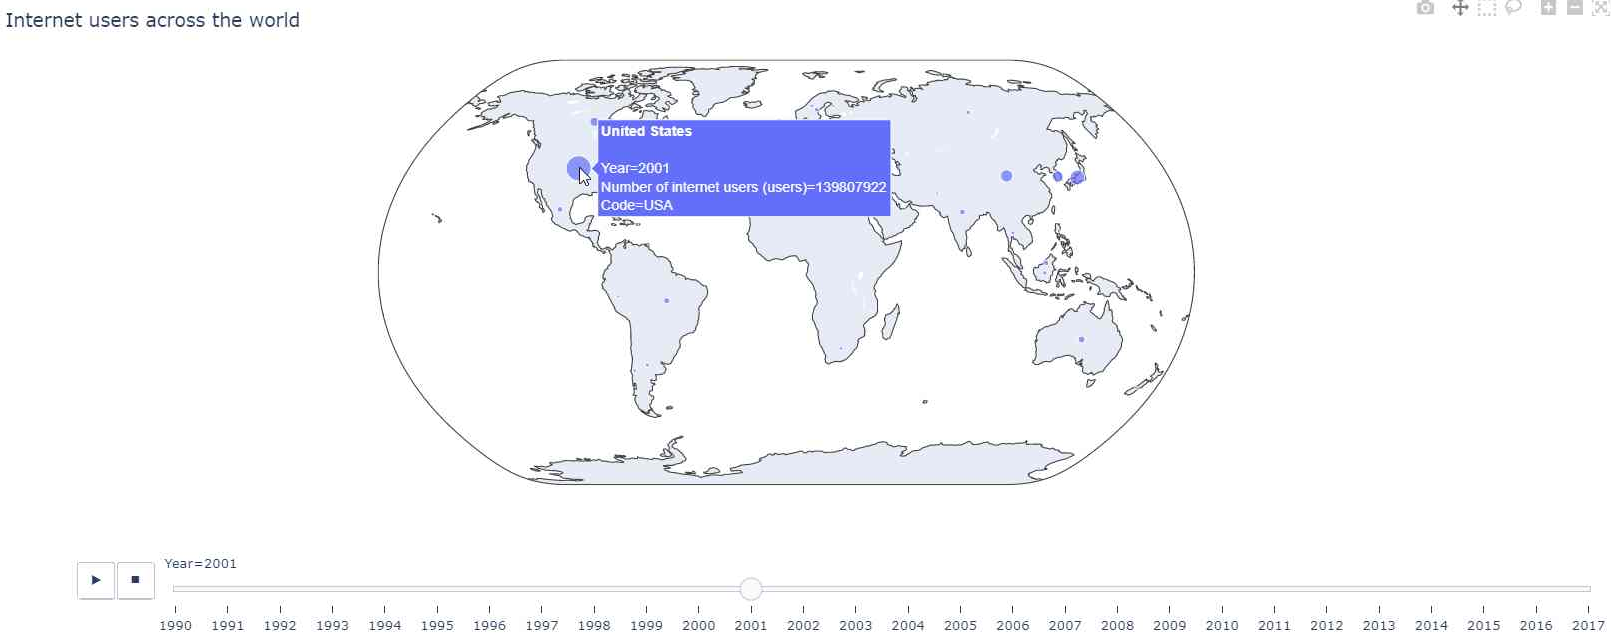 Internet users across the world
United States
Year=2001
Number of internet users (users)=139807922
Code=USA
Year=2001
1990 1991 1992 1993 1994 1995 1996 1997 1998 1999 2000 2001 2002 2003 2004 2005 2006 2007 2008 2009 2010 2011 2012 2013 2014 2015 2016 2017